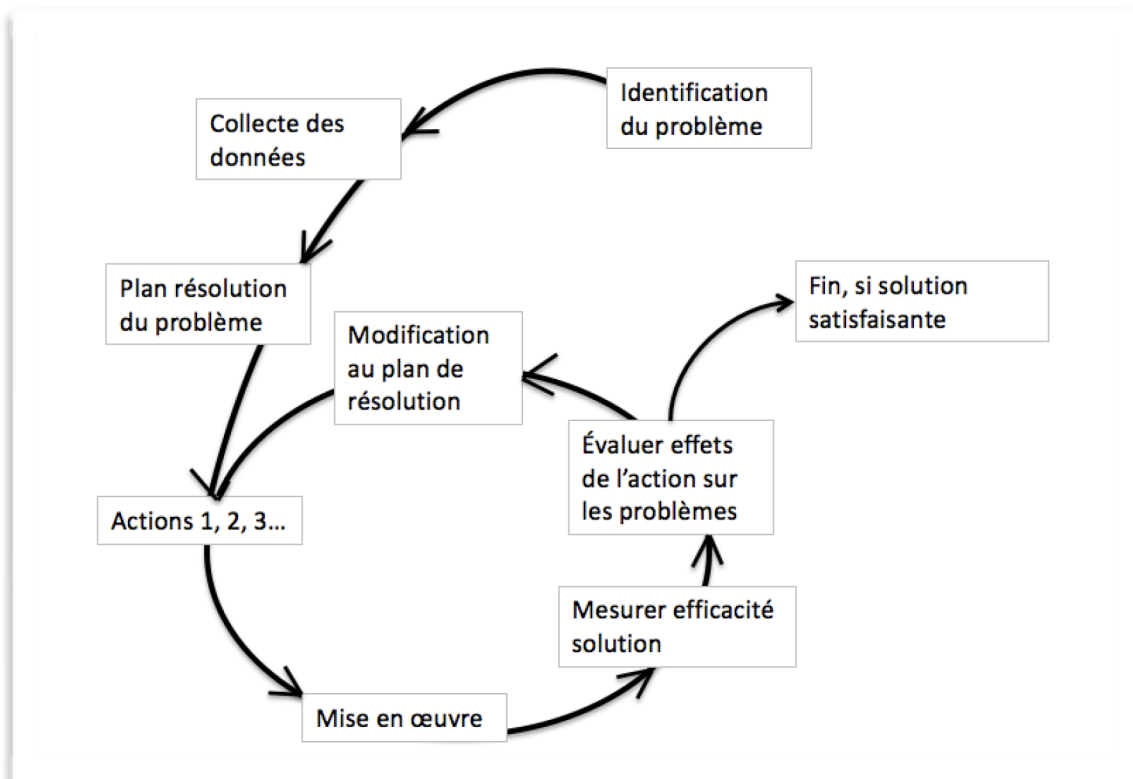 Identification
du problème
Collecte des
données
Plan résolution
du problème
Actions 1, 2, 3...
Mise en œuvre
Mesurer efficacité
solution
Évaluer effets
de l'action sur
les problèmes
Modification
au plan de
résolution
Fin, si solution
satisfaisante